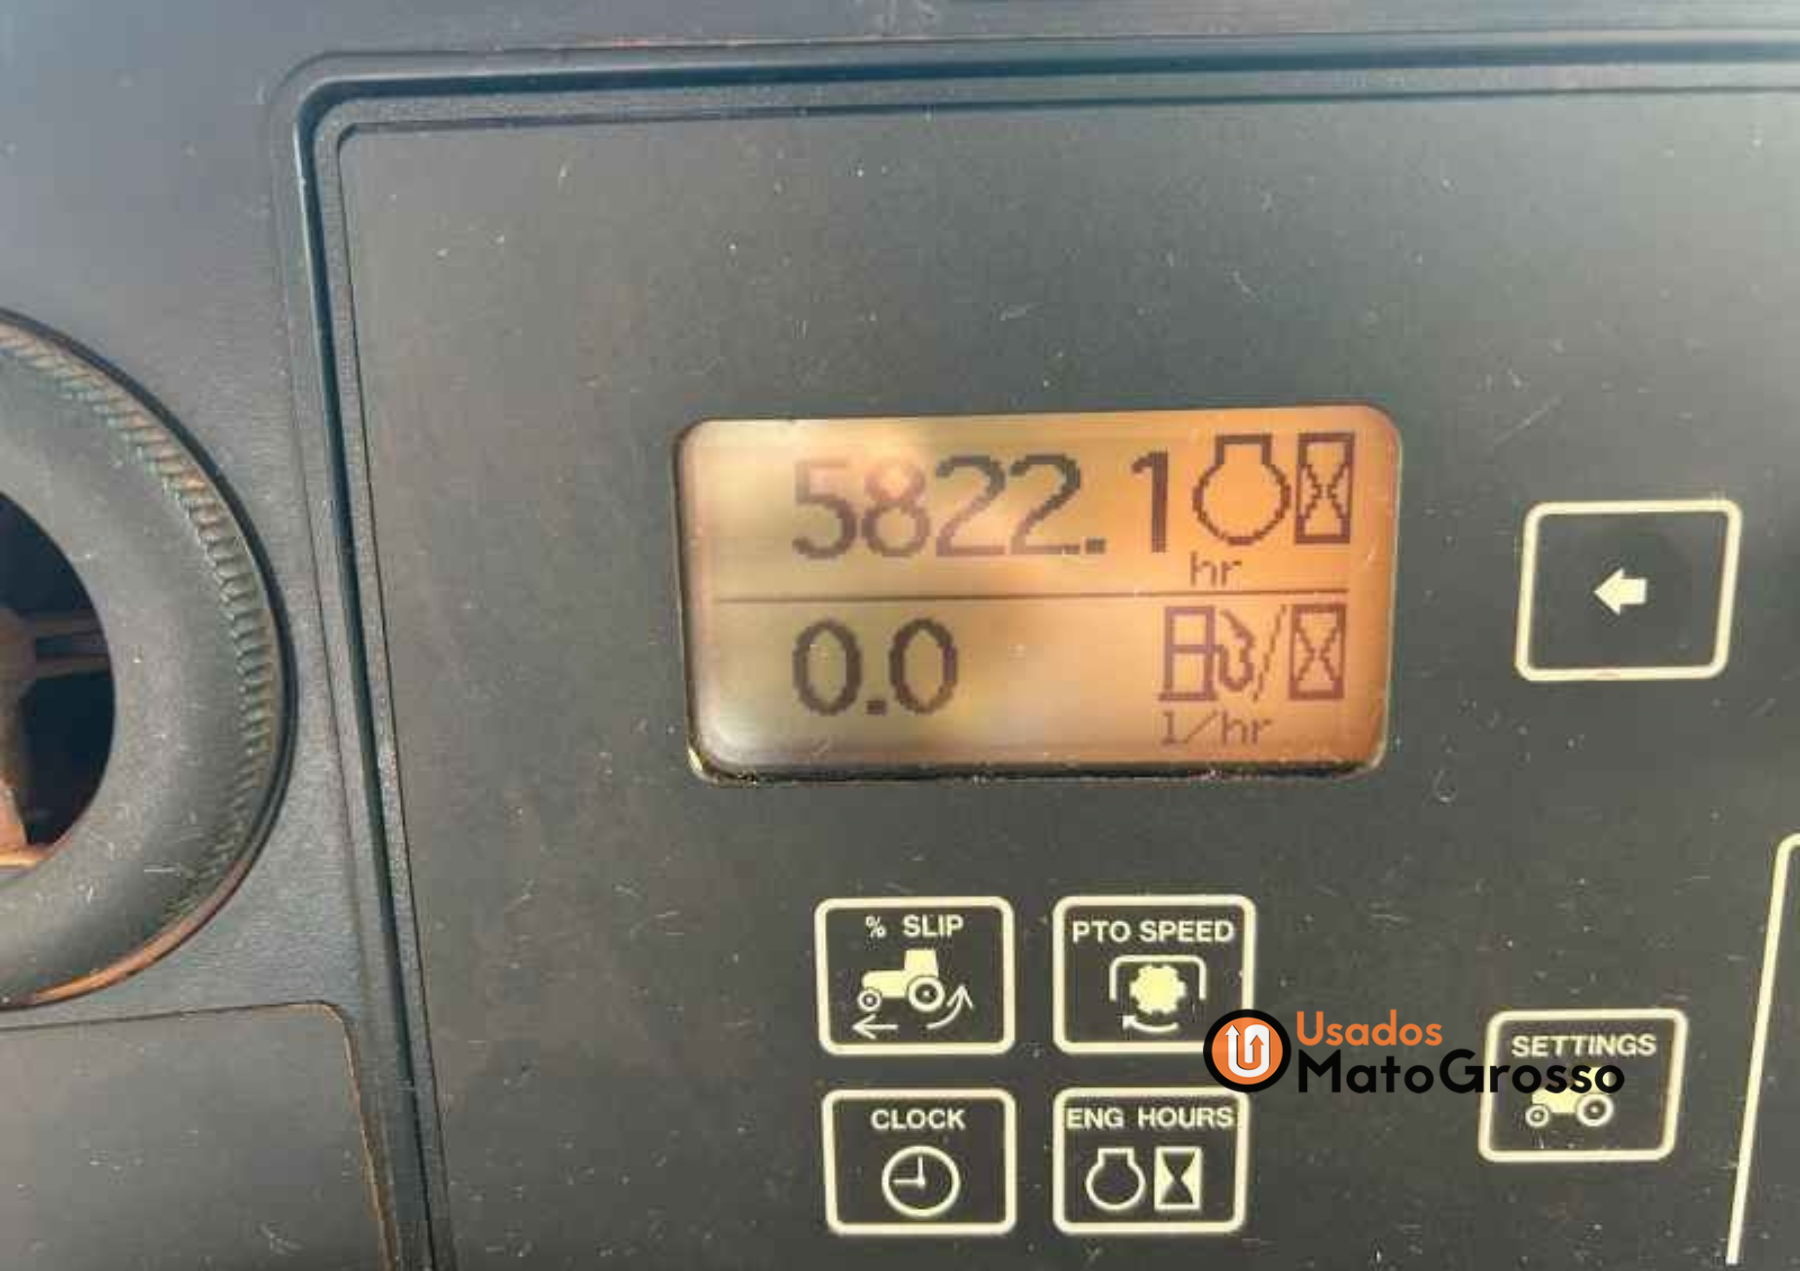 5822.1
hr
0.0
l/hr
% SLIP
PTO SPEED
Usados
MatoGrosso
SETTINGS
CLOCK
ENG HOURS